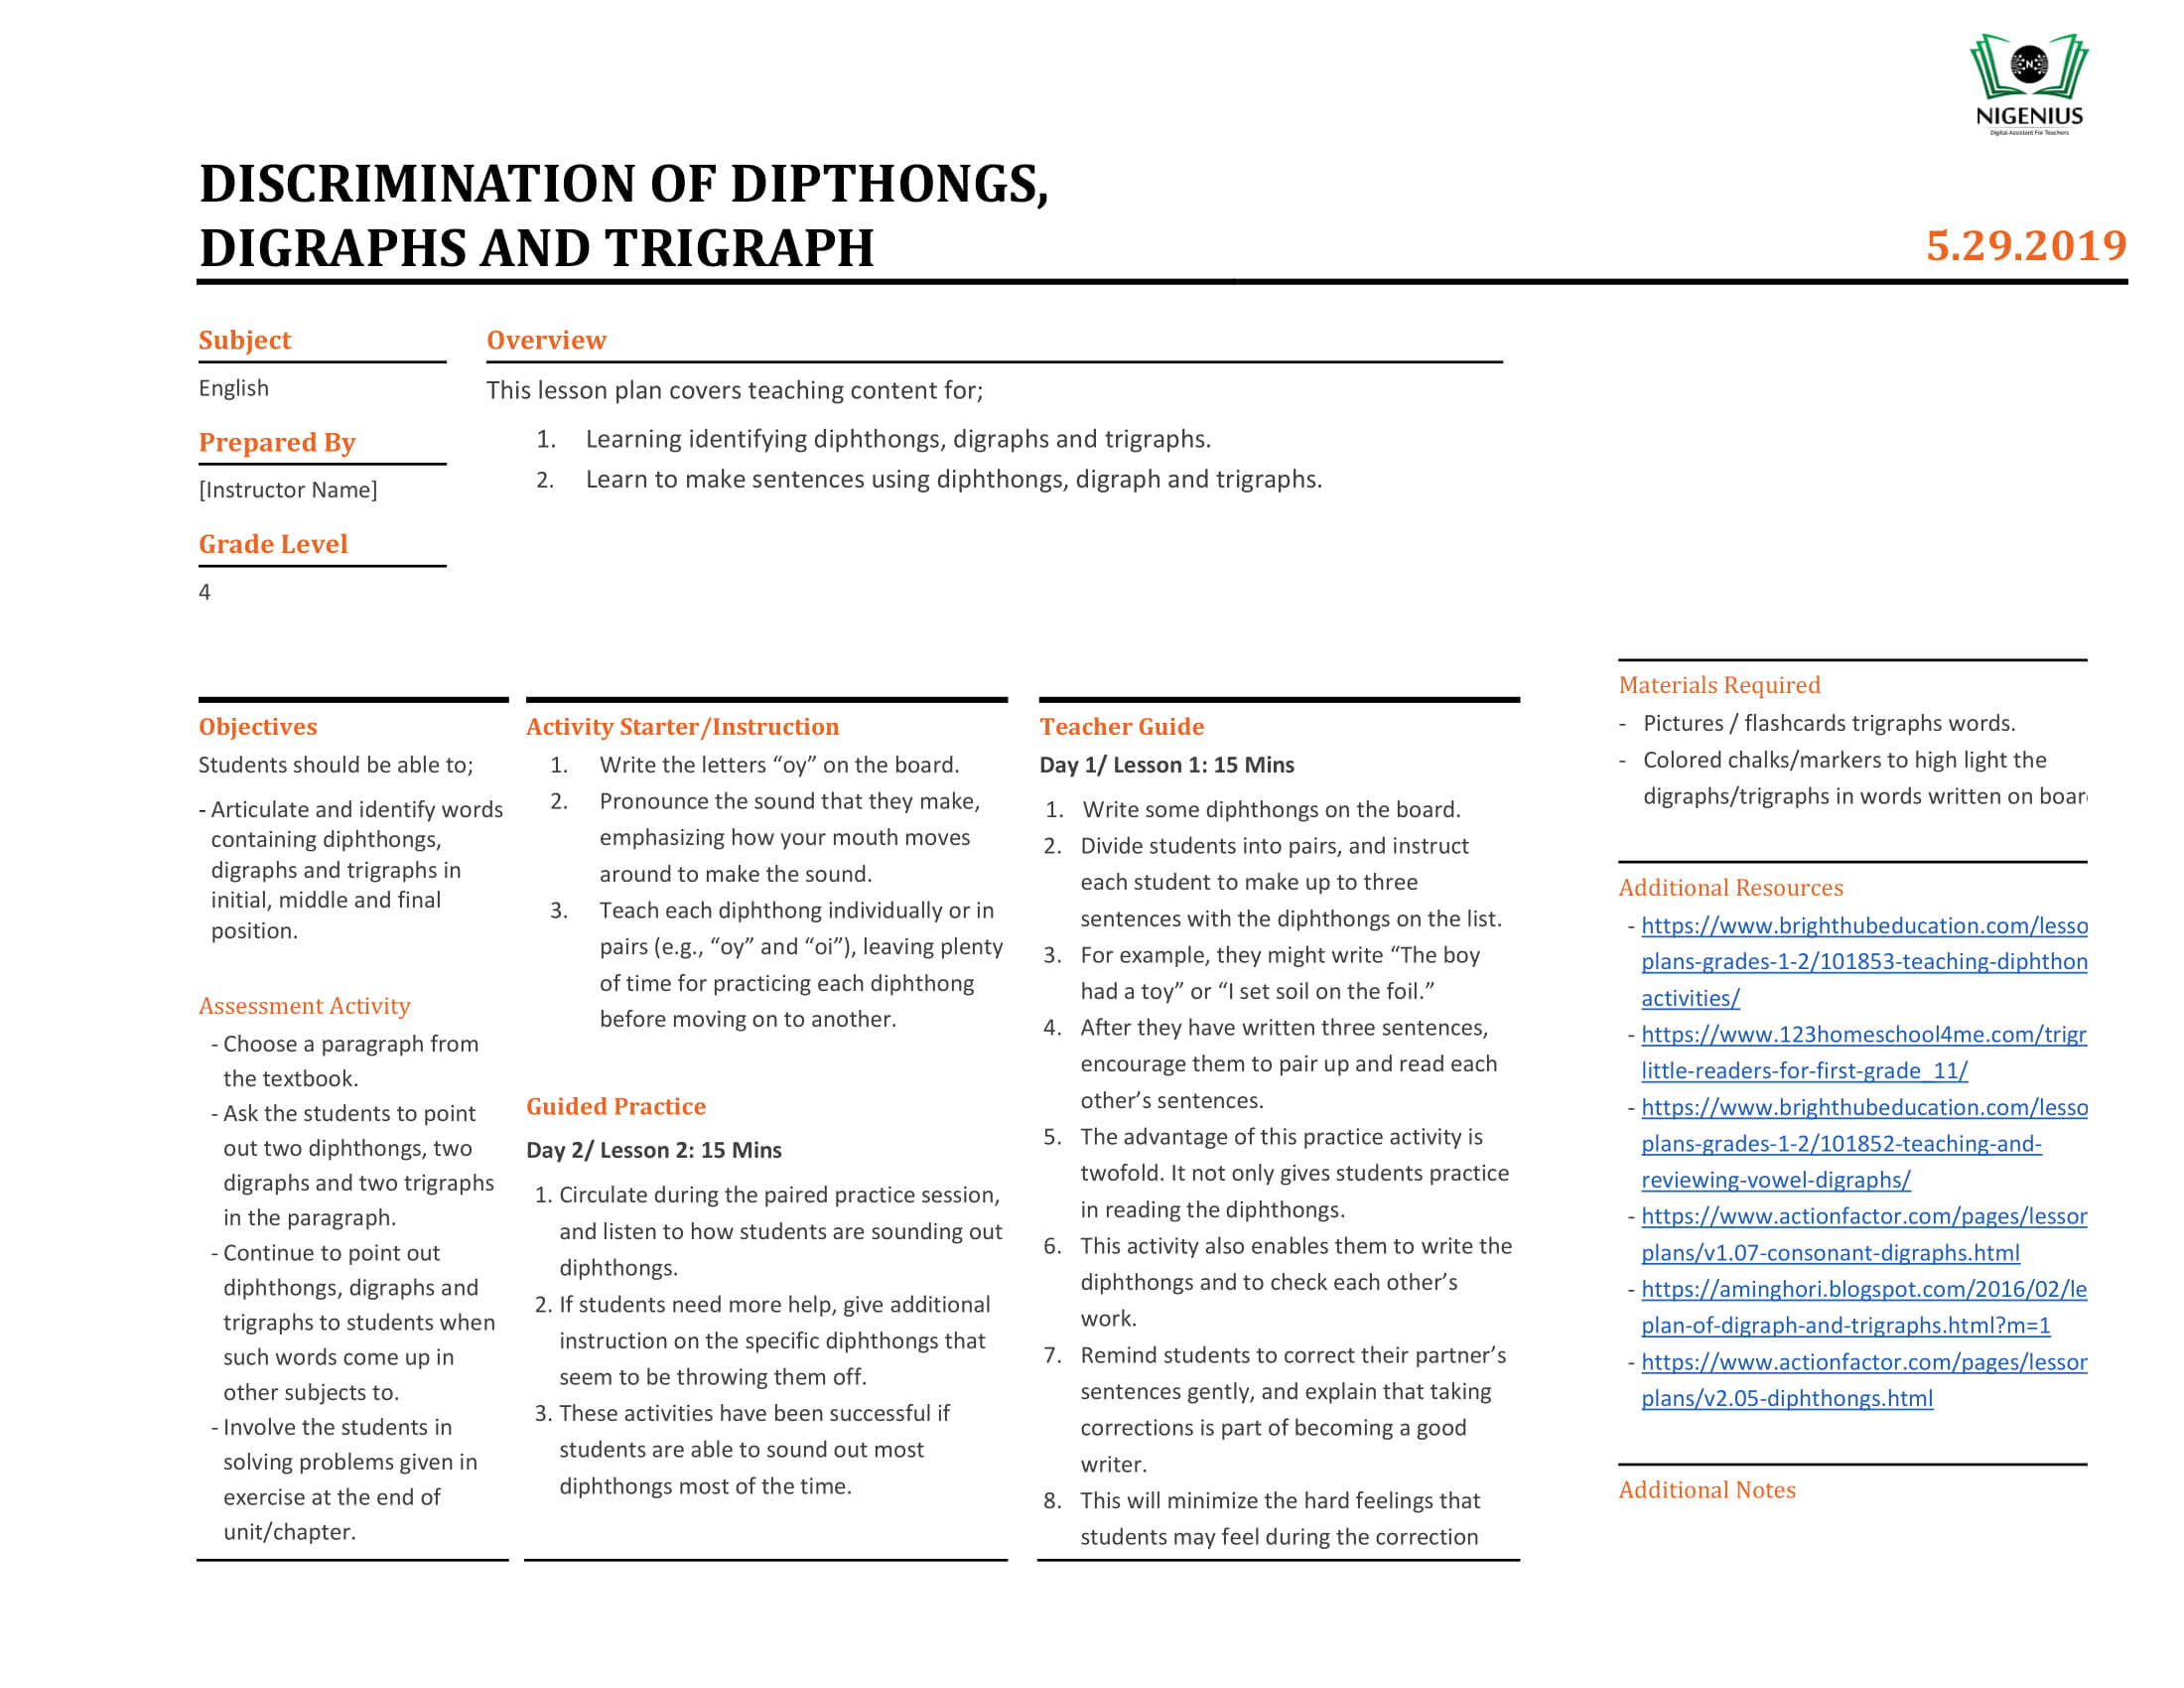 NIGENIUS
Digital Assistant For Teachers
DISCRIMINATION OF DIPTHONGS,
DIGRAPHS AND TRIGRAPH
5.29.2019
Subject
English
Prepared By
[Instructor Name]
Grade Level
4
Overview
This lesson plan covers teaching content for;
1. Learning identifying diphthongs, digraphs and trigraphs.
2. Learn to make sentences using diphthongs, digraph and trigraphs.
Objectives
Students should be able to;
- Articulate and identify words
containing diphthongs,
digraphs and trigraphs in
initial, middle and final
position.
Assessment Activity
- Choose a paragraph from
the textbook.
- Ask the students to point
out two diphthongs, two
digraphs and two trigraphs
in the paragraph.
- Continue to point out
diphthongs, digraphs and
trigraphs to students when
such words come up in
other subjects to.
- Involve the students in
solving problems given in
exercise at the end of
unit/chapter.
Activity Starter/Instruction
1. Write the letters “oy” on the board.
2. Pronounce the sound that they make,
emphasizing how your mouth moves
around to make the sound.
3. Teach each diphthong individually or in
pairs (e.g., “oy” and “oi”), leaving plenty
of time for practicing each diphthong
before moving on to another.
Guided Practice
Day 2/ Lesson 2: 15 Mins
1. Circulate during the paired practice session,
and listen to how students are sounding out
diphthongs.
2. If students need more help, give additional
instruction on the specific diphthongs that
seem to be throwing them off.
3. These activities have been successful if
students are able to sound out most
diphthongs most of the time.
Teacher Guide
Day 1/ Lesson 1: 15 Mins
1. Write some diphthongs on the board.
2. Divide students into pairs, and instruct
each student to make up to three
sentences with the diphthongs on the list.
3. For example, they might write “The boy
had a toy” or “I set soil on the foil.”
4. After they have written three sentences,
encourage them to pair up and read each
other’s sentences.
5. The advantage of this practice activity is
twofold. It not only gives students practice
in reading the diphthongs.
6. This activity also enables them to write the
diphthongs and to check each other’s
work.
7. Remind students to correct their partner’s
sentences gently, and explain that taking
corrections is part of becoming a good
writer.
8. This will minimize the hard feelings that
students may feel during the correction
Materials Required
- Pictures / flashcards trigraphs words.
- Colored chalks/markers to high light the
digraphs/trigraphs in words written on boar
Additional Resources
- https://www.brighthubeducation.com/lesso
plans-grades-1-2/101853-teaching-diphthon
activities/
- https://www.123homeschool4me.com/trigr
little-readers-for-first-grade_11/
- https://www.brighthubeducation.com/lesso
plans-grades-1-2/101852-teaching-and-
reviewing-vowel-digraphs/
- https://www.actionfactor.com/pages/lesson
plans/v1.07-consonant-digraphs.html
- https://aminghori.blogspot.com/2016/02/le
plan-of-digraph-and-trigraphs.html?m=1
- https://www.actionfactor.com/pages/lesson
plans/v2.05-diphthongs.html
Additional Notes